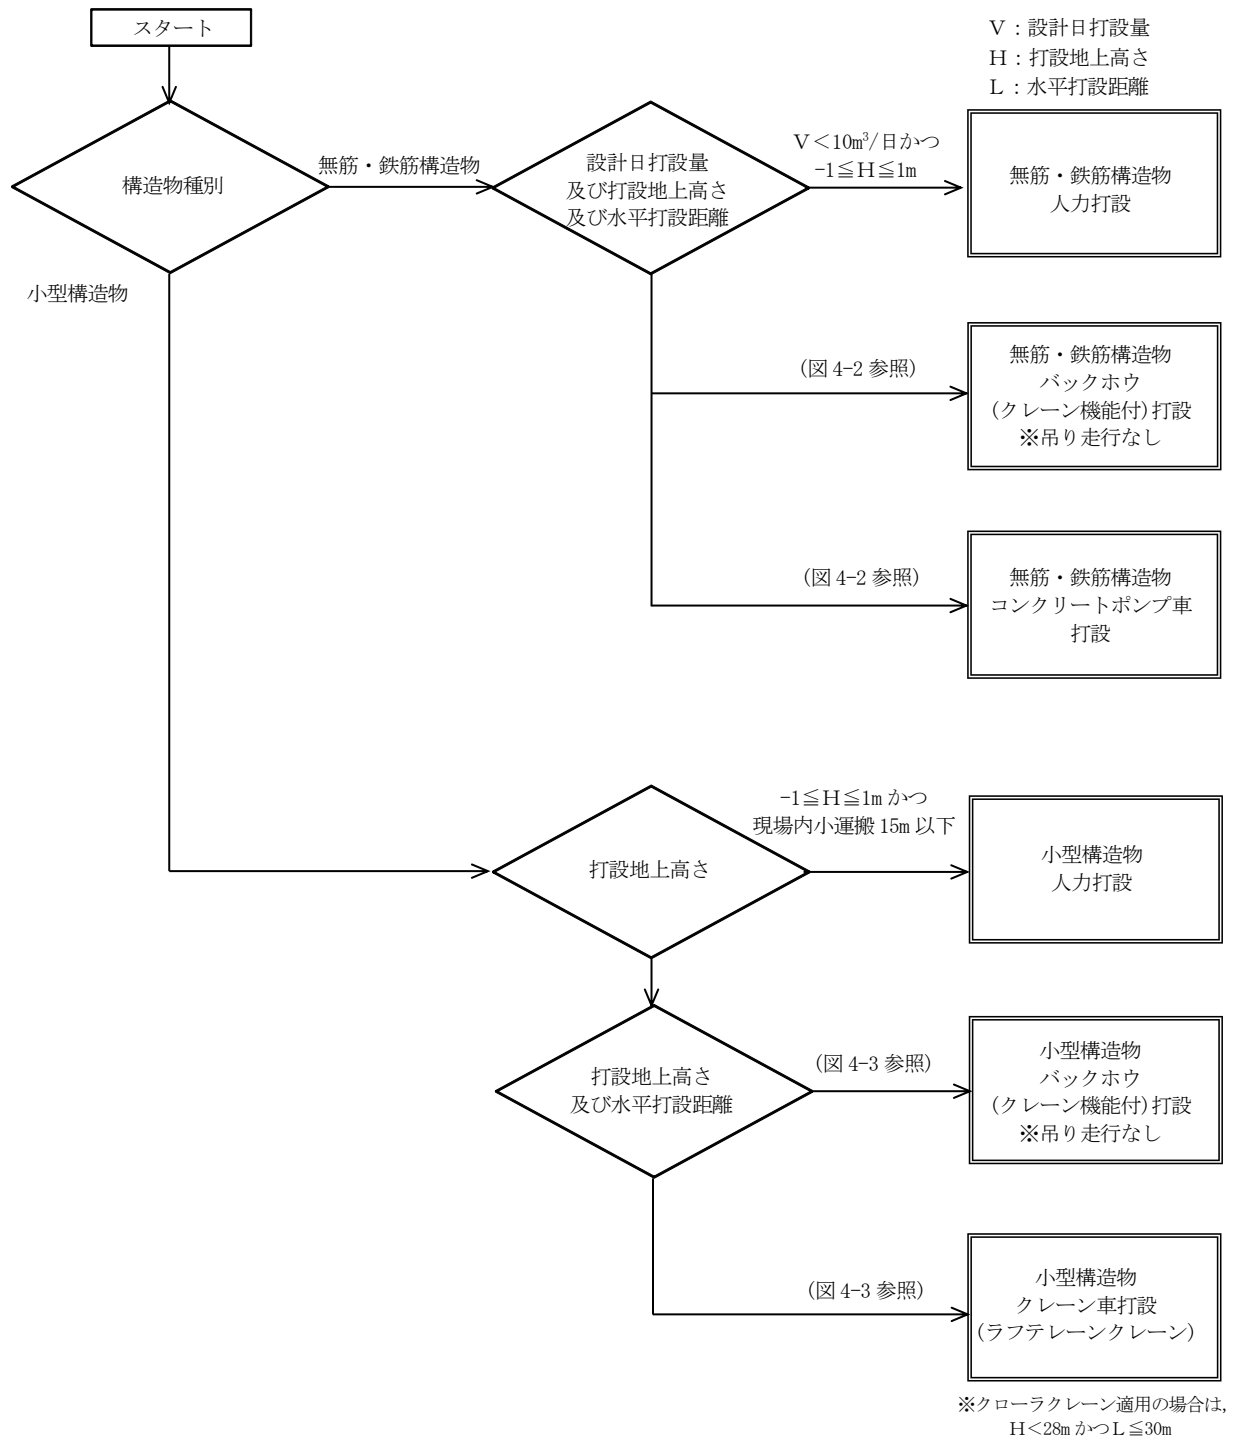 スタート
V：設計日打設量
H：打設地上高さ
L：水平打設距離
構造物種別
無筋・鉄筋構造物
設計日打設量
及び打設地上高さ
及び水平打設距離
V＜10m³/日かつ
-1≦H≦1m
無筋・鉄筋構造物
人力打設
小型構造物
(図 4-2 参照)
無筋・鉄筋構造物
バックホウ
(クレーン機能付)打設
※吊り走行なし
(図 4-2 参照)
無筋・鉄筋構造物
コンクリートポンプ車
打設
打設地上高さ
-1≦H≦1m かつ
現場内小運搬 15m 以下
小型構造物
人力打設
打設地上高さ
及び水平打設距離
(図 4-3 参照)
小型構造物
バックホウ
(クレーン機能付)打設
※吊り走行なし
(図 4-3 参照)
小型構造物
クレーン車打設
(ラフテレーンクレーン)
※クローラクレーン適用の場合は,
H＜28m かつL≦30m